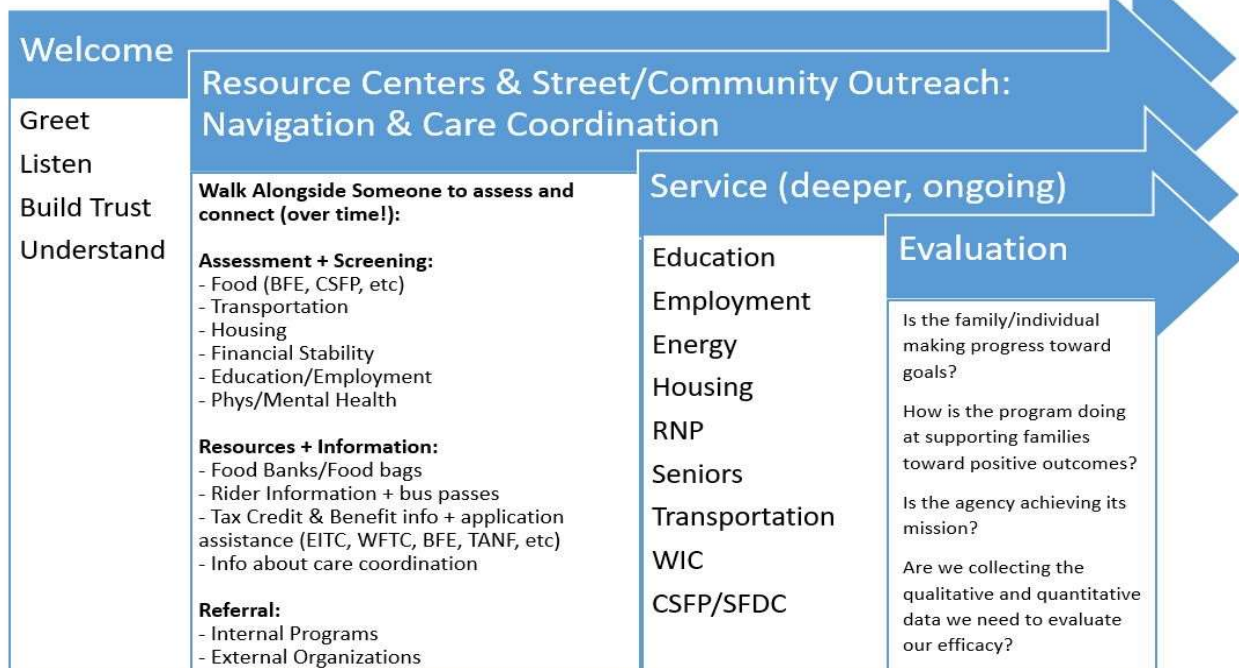 Welcome
Greet
Listen
Build Trust
Understand
Resource Centers & Street/Community Outreach:
Navigation & Care Coordination
Walk Alongside Someone to assess and
connect (over time!):
Assessment + Screening:
- Food (BFE, CSFP, etc)
- Transportation
- Housing
- Financial Stability
- Education/Employment
- Phys/Mental Health
Resources + Information:
- Food Banks/Food bags
- Rider Information + bus passes
- Tax Credit & Benefit info + application
assistance (EITC, WFTC, BFE, TANF, etc)
- Info about care coordination
Referral:
- Internal Programs
- External Organizations
Service (deeper, ongoing)
Education
Employment
Energy
Housing
RNP
Seniors
Transportation
WIC
CSFP/SFDC
Evaluation
Is the family/individual
making progress toward
goals?
How is the program doing
at supporting families
toward positive outcomes?
Is the agency achieving its
mission?
Are we collecting the
qualitative and quantitative
data we need to evaluate
our efficacy?